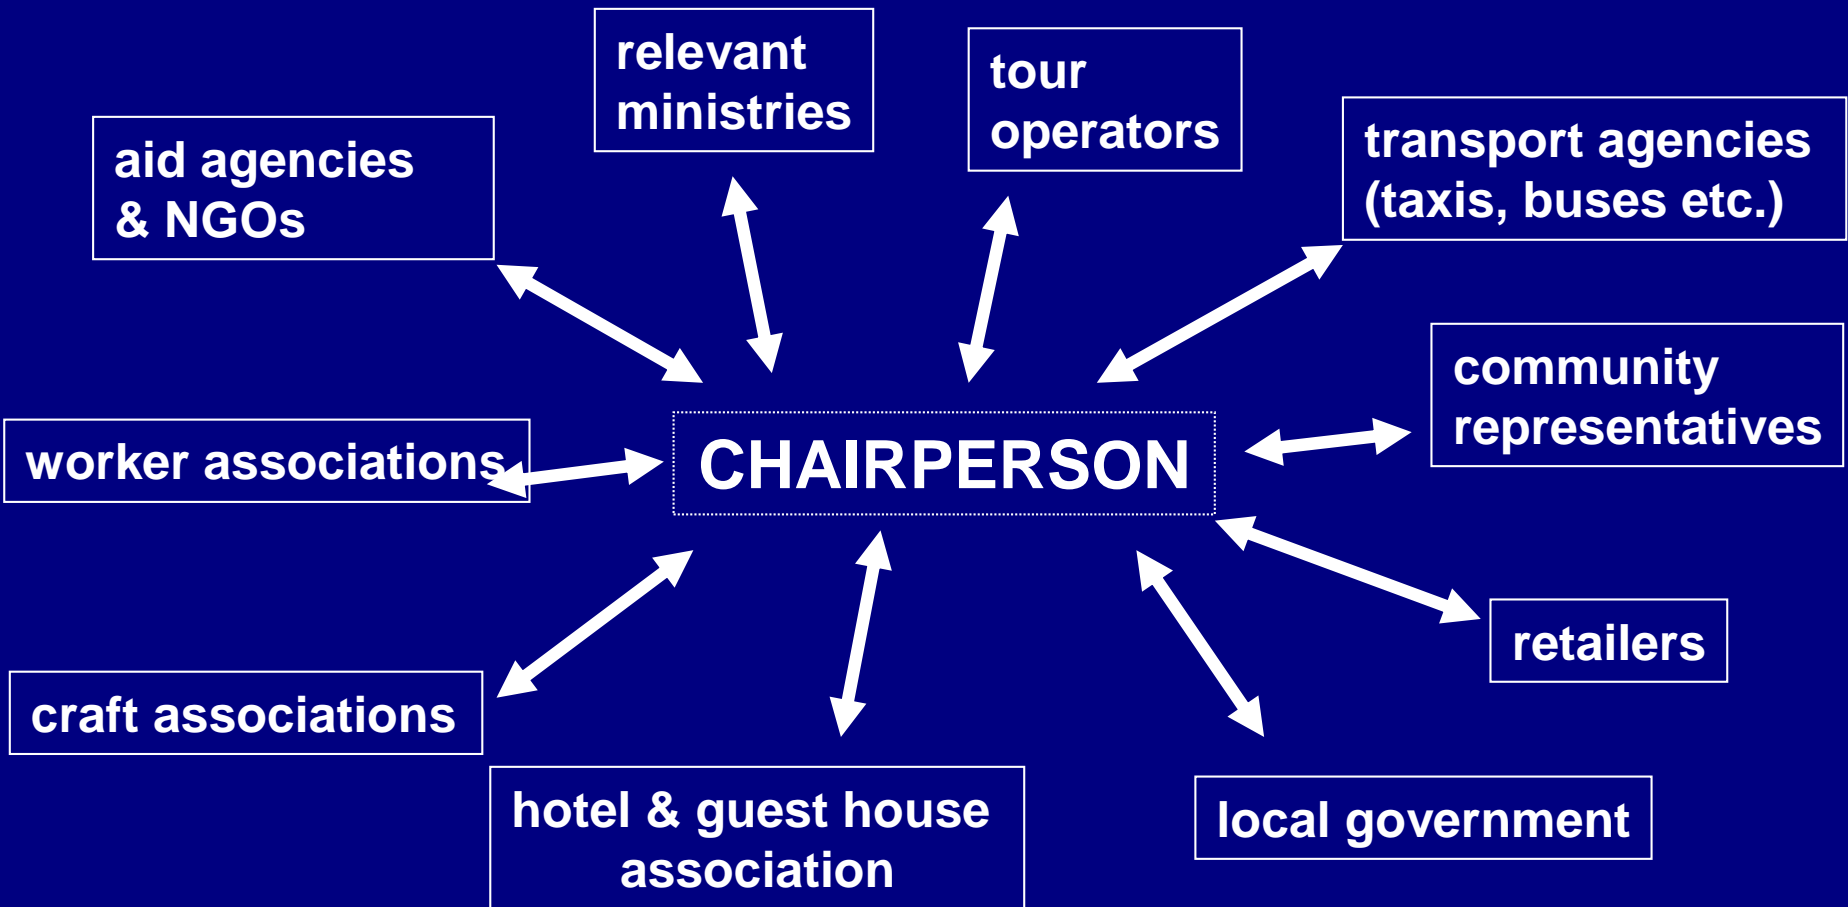 relevant
ministries
tour
operators
transport agencies
(taxis, buses etc.)
aid agencies
& NGOs
community
representatives
worker associations
CHAIRPERSON
retailers
craft associations
hotel & guest house
association
local government